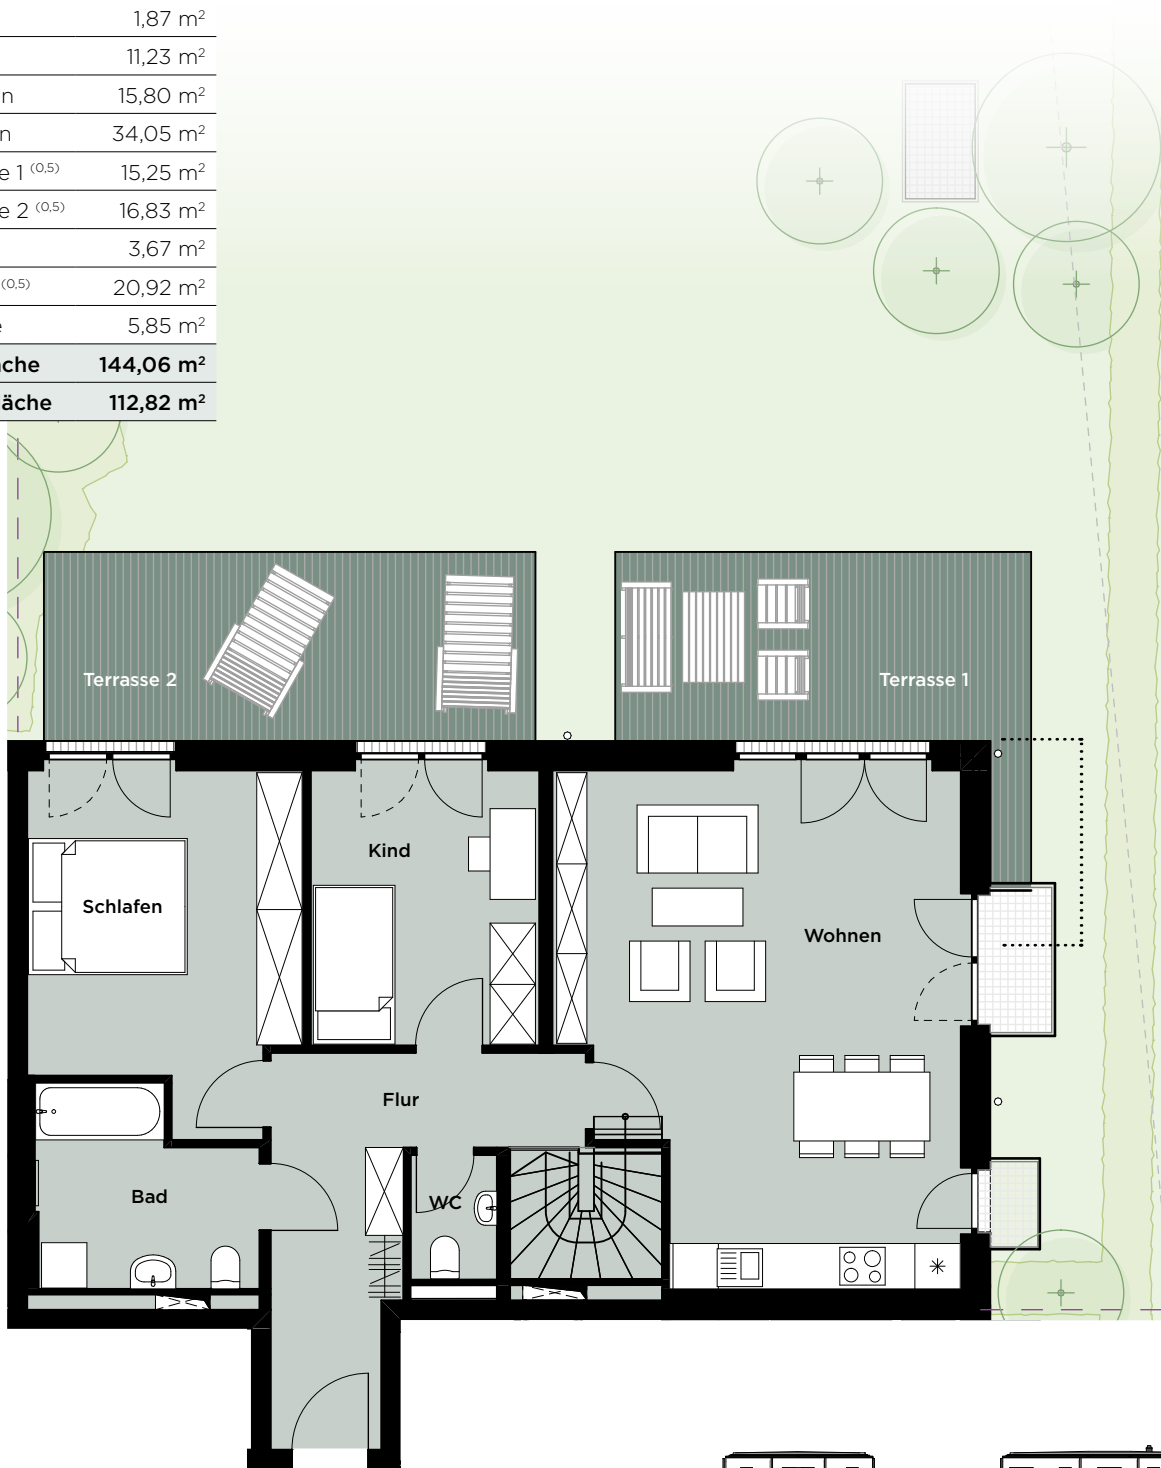 1,87 m²
11,23 m²
n 15,80 m²
n 34,05 m²
e 1 (0,5) 15,25 m²
e 2 (0,5) 16,83 m²
3,67 m²
(0,5) 20,92 m²
e 5,85 m²
che 144,06 m²
äche 112,82 m²
Terrasse 2
Terrasse 1
Kind
Schlafen
Wohnen
Flur
Bad
WC